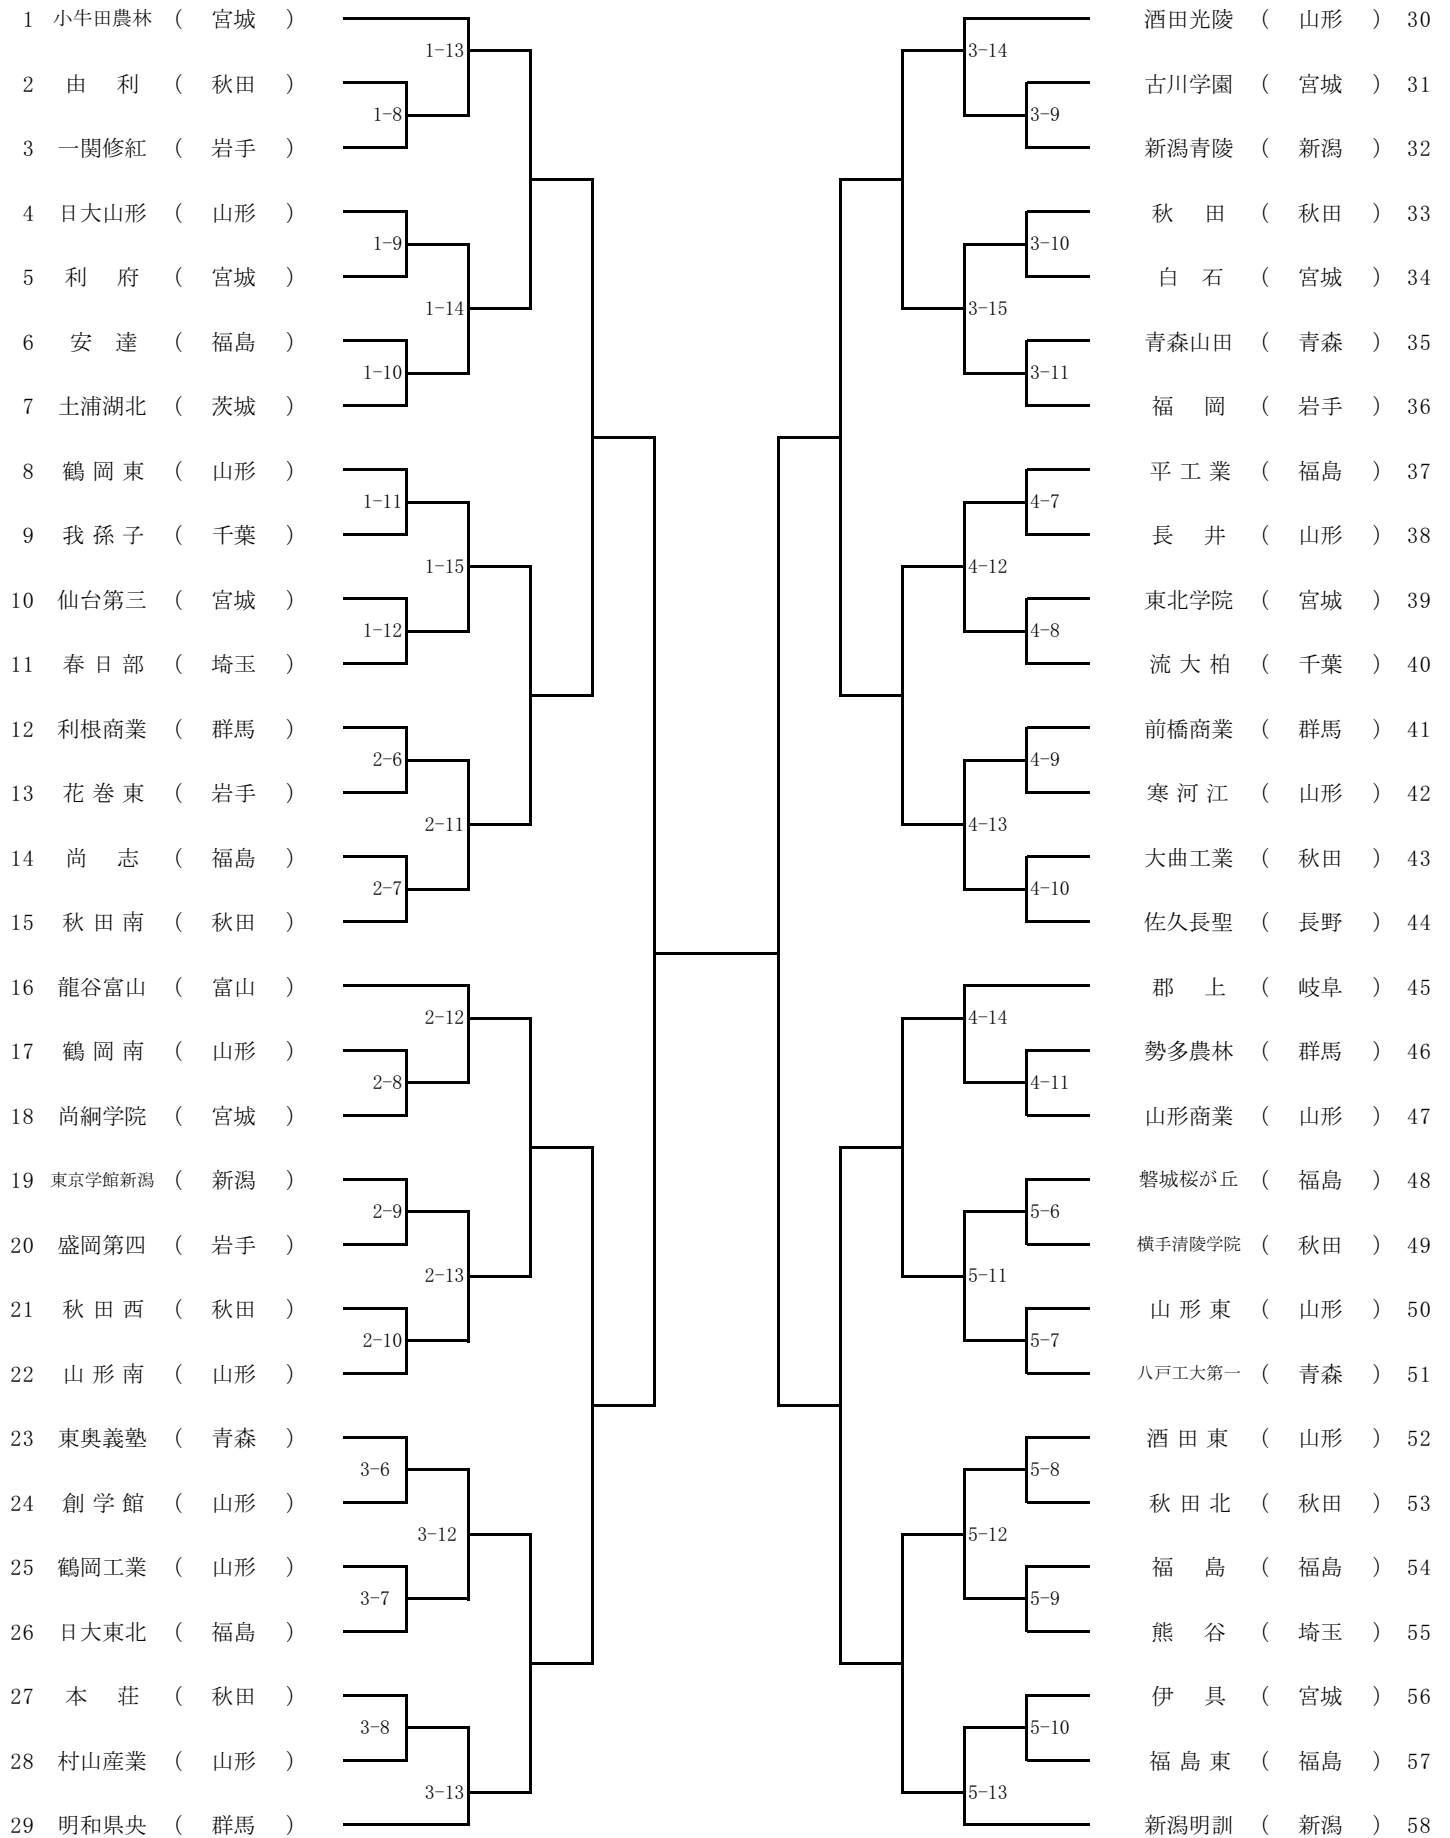 1 小牛田農林 ( 宮城 )
1-13
2 由 利 ( 秋田 )
1-8
3 一関修紅 ( 岩手 )
4 日大山形 ( 山形 )
1-9
5 利 府 ( 宮城 )
1-14
6 安 達 ( 福島 )
1-10
7 土浦湖北 ( 茨城 )
8 鶴岡東 ( 山形 )
1-11
9 我孫子 ( 千葉 )
1-15
10 仙台第三 ( 宮城 )
1-12
11 春日部 ( 埼玉 )
12 利根商業 ( 群馬 )
2-6
13 花巻東 ( 岩手 )
2-11
14 尚 志 ( 福島 )
2-7
15 秋田南 ( 秋田 )
16 龍谷富山 ( 富山 )
2-12
17 鶴岡南 ( 山形 )
2-8
18 尚絅学院 ( 宮城 )
19 東京学館新潟 ( 新潟 )
2-9
20 盛岡第四 ( 岩手 )
2-13
21 秋田西 ( 秋田 )
2-10
22 山形南 ( 山形 )
23 東奥義塾 ( 青森 )
3-6
24 創学館 ( 山形 )
3-12
25 鶴岡工業 ( 山形 )
3-7
26 日大東北 ( 福島 )
27 本 荘 ( 秋田 )
3-8
28 村山産業 ( 山形 )
3-13
29 明和県央 ( 群馬 )
酒田光陵 ( 山形 ) 30
3-14
古川学園 ( 宮城 ) 31
3-9
新潟青陵 ( 新潟 ) 32
秋 田 ( 秋田 ) 33
3-10
白 石 ( 宮城 ) 34
3-15
青森山田 ( 青森 ) 35
3-11
福 岡 ( 岩手 ) 36
平工業 ( 福島 ) 37
4-7
長 井 ( 山形 ) 38
4-12
東北学院 ( 宮城 ) 39
4-8
流大柏 ( 千葉 ) 40
前橋商業 ( 群馬 ) 41
4-9
寒河江 ( 山形 ) 42
4-13
大曲工業 ( 秋田 ) 43
4-10
佐久長聖 ( 長野 ) 44
郡 上 ( 岐阜 ) 45
4-14
勢多農林 ( 群馬 ) 46
4-11
山形商業 ( 山形 ) 47
磐城桜が丘 ( 福島 ) 48
5-6
横手清陵学院 ( 秋田 ) 49
5-11
山形東 ( 山形 ) 50
5-7
八戸工大第一 ( 青森 ) 51
酒田東 ( 山形 ) 52
5-8
秋田北 ( 秋田 ) 53
5-12
福 島 ( 福島 ) 54
5-9
熊 谷 ( 埼玉 ) 55
伊 具 ( 宮城 ) 56
5-10
福島東 ( 福島 ) 57
5-13
新潟明訓 ( 新潟 ) 58